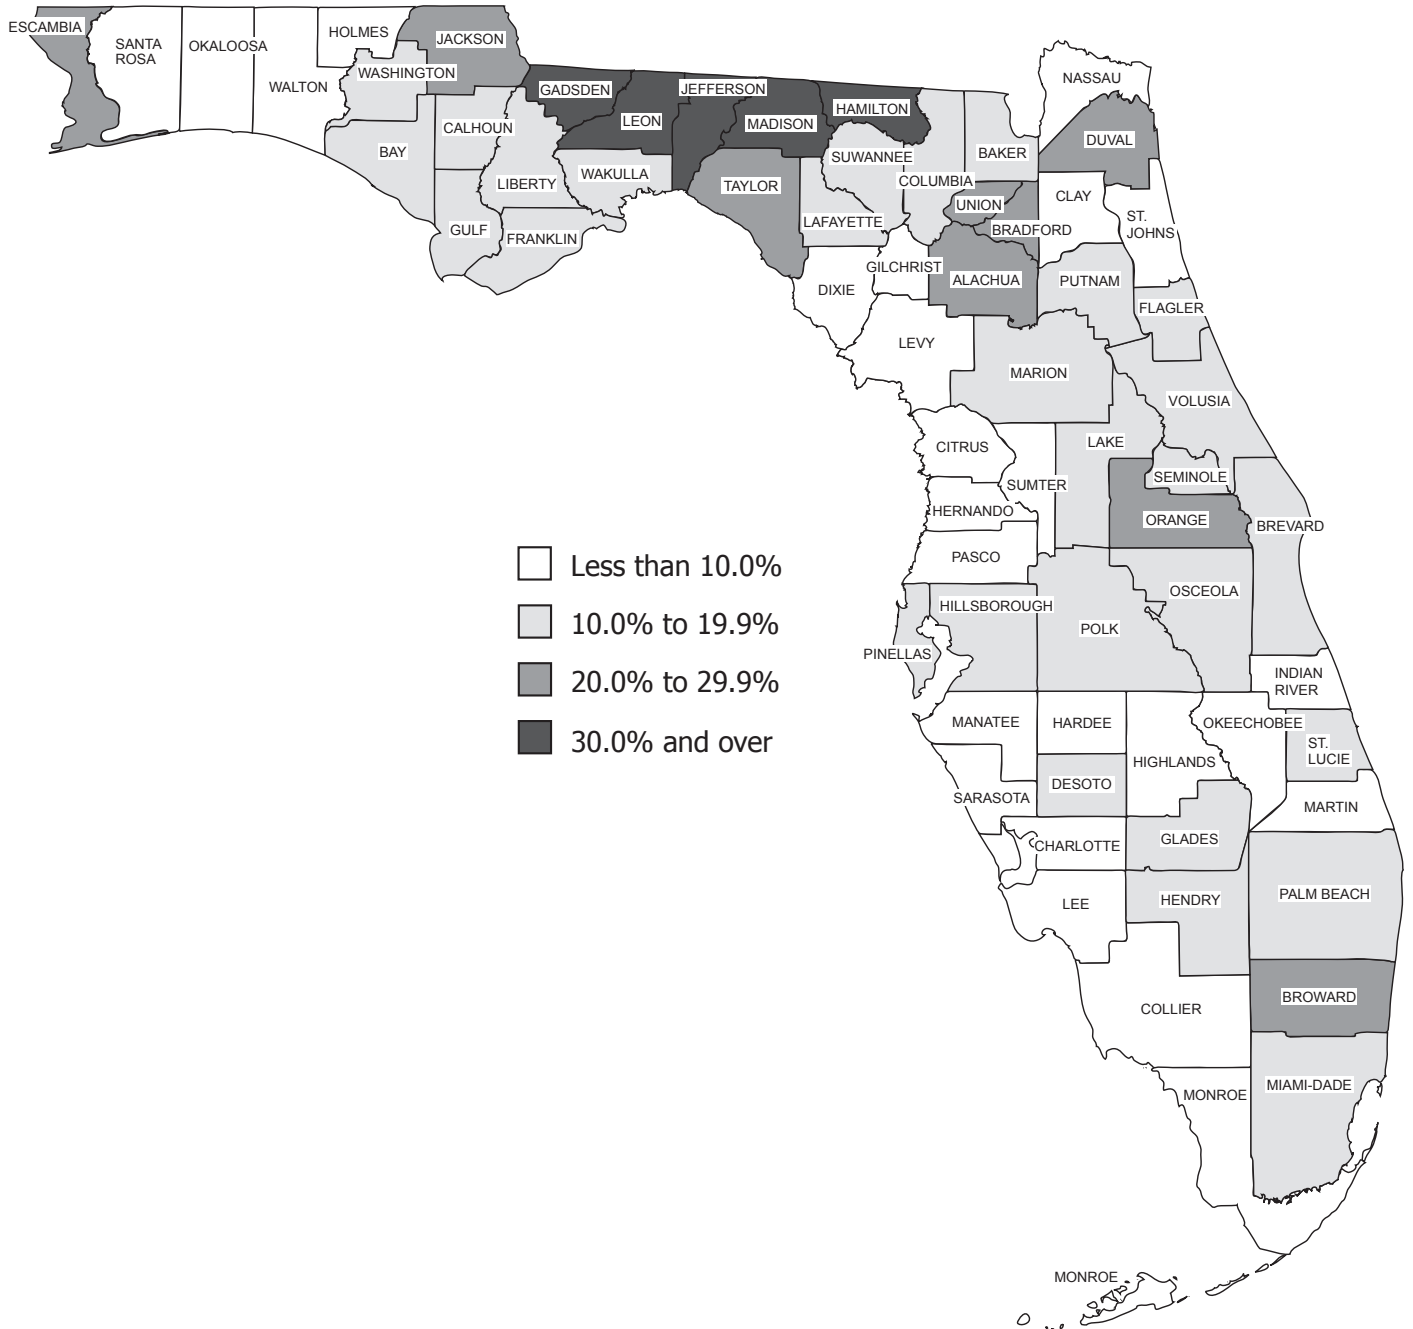 ESCAMBIA
SANTA
ROSA
OKALOOSA
WALTON
HOLMES
WASHINGTON
JACKSON
BAY
CALHOUN
GULF
LIBERTY
FRANKLIN
GADSDEN
LEON
WAKULLA
JEFFERSON
MADISON
TAYLOR
HAMILTON
SUWANNEE
LAFAYETTE
COLUMBIA
BAKER
NASSAU
DUVAL
UNION
BRADFORD
CLAY
ST.
JOHNS
DIXIE
GILCHRIST
ALACHUA
PUTNAM
FLAGLER
LEVY
MARION
VOLUSIA
CITRUS
SUMTER
LAKE
SEMINOLE
HERNANDO
ORANGE
BREVARD
PASCO
HILLSBOROUGH
PINELLAS
POLK
OSCEOLA
INDIAN
RIVER
MANATEE
HARDEE
HIGHLANDS
OKEECHOBEE
ST.
LUCIE
SARASOTA
DESOTO
MARTIN
CHARLOTTE
GLADES
LEE
HENDRY
PALM BEACH
COLLIER
BROWARD
MONROE
MIAMI-DADE
MONROE
Less than 10.0%
10.0% to 19.9%
20.0% to 29.9%
30.0% and over